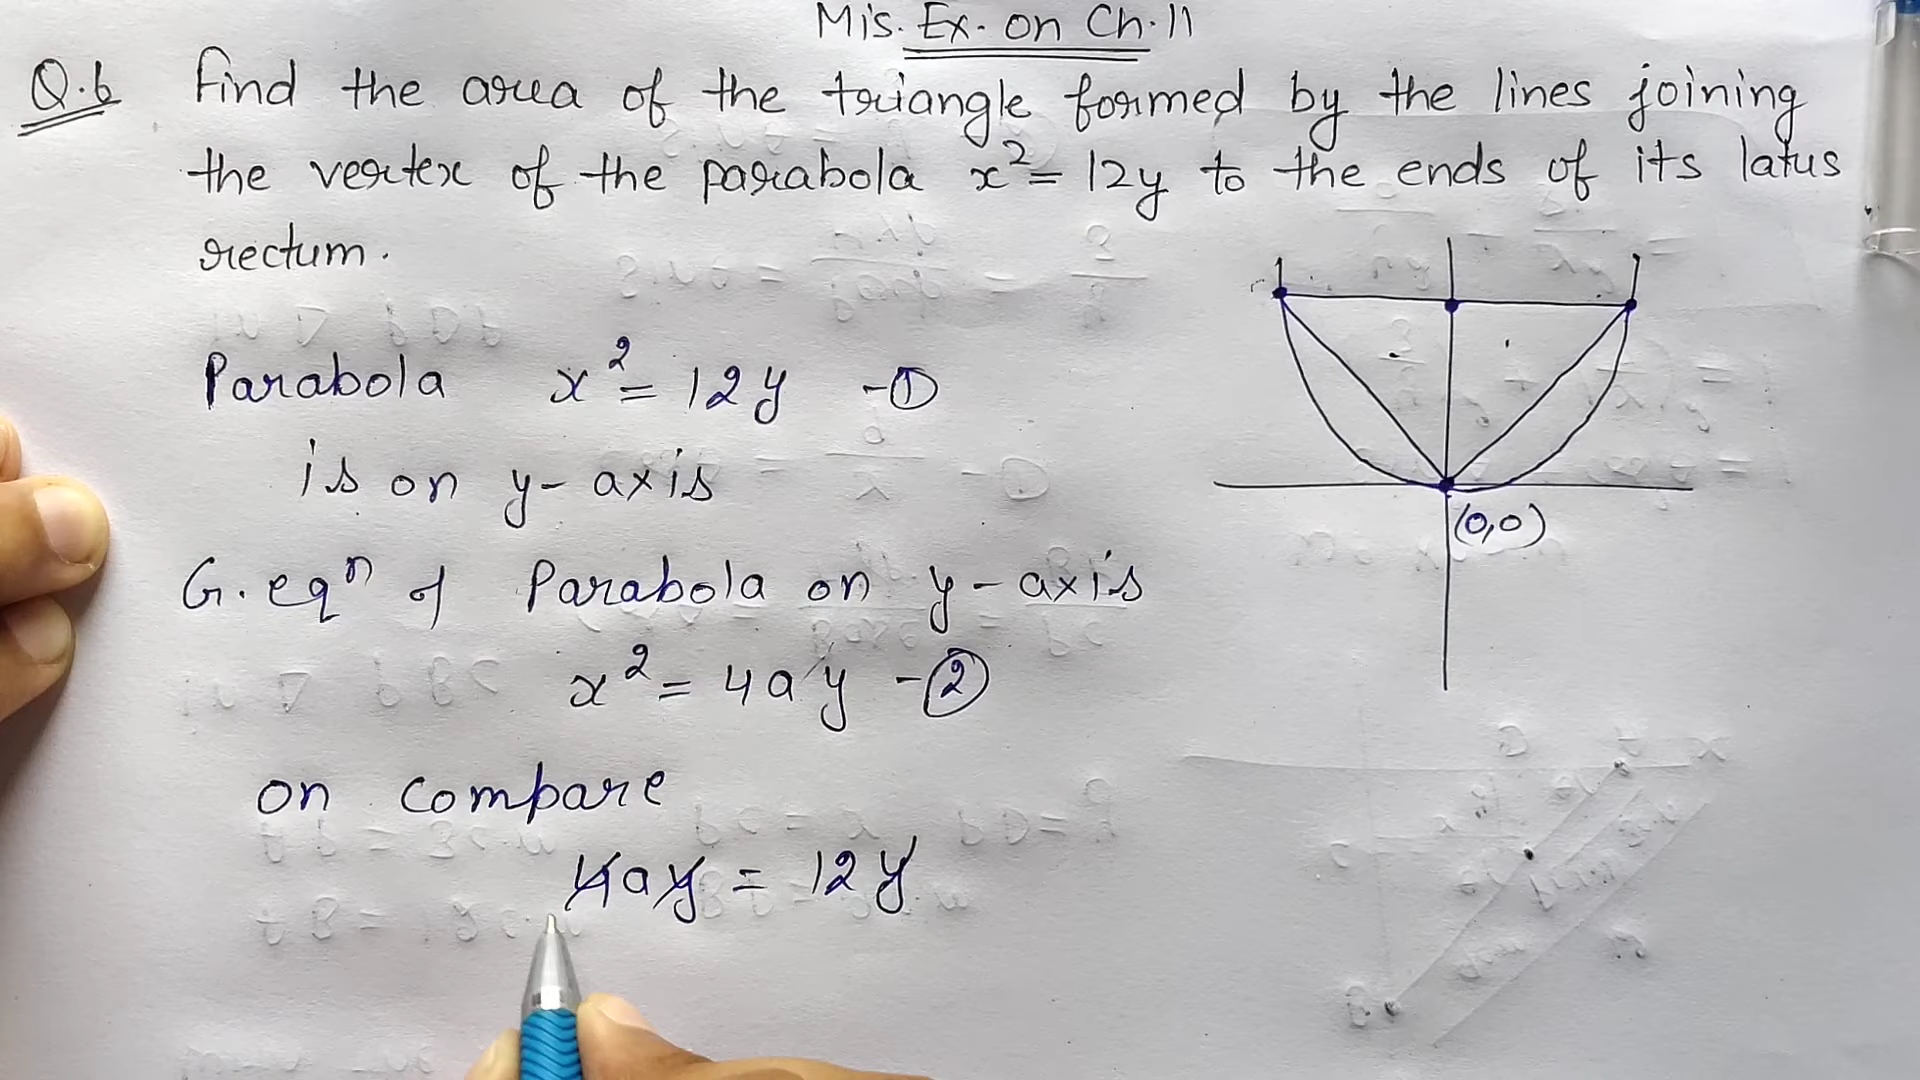 Mis. Ex. on Ch. 11
Q.6 Find the area of the triangle formed by the lines joining
the vertex of the parabola x² = 12y to the ends of its latus
rectum.
Parabola x² = 12y - ①
is on y-axis
G. eqⁿ of Parabola on y-axis
x² = 4ay - ②
(0,0)
on compare
4ay = 12y